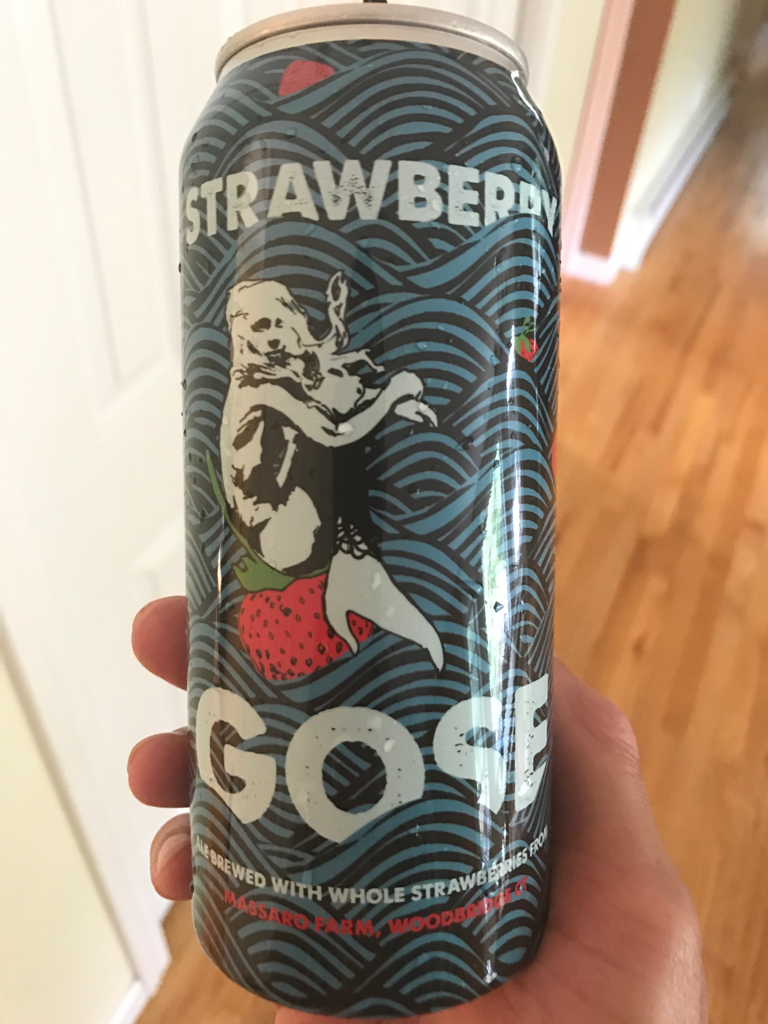 STRAWBERRY
GOSE
ALE BREWED WITH WHOLE STRAWBERRIES FROM
MASSARO FARM, WOODBRIDGE CT